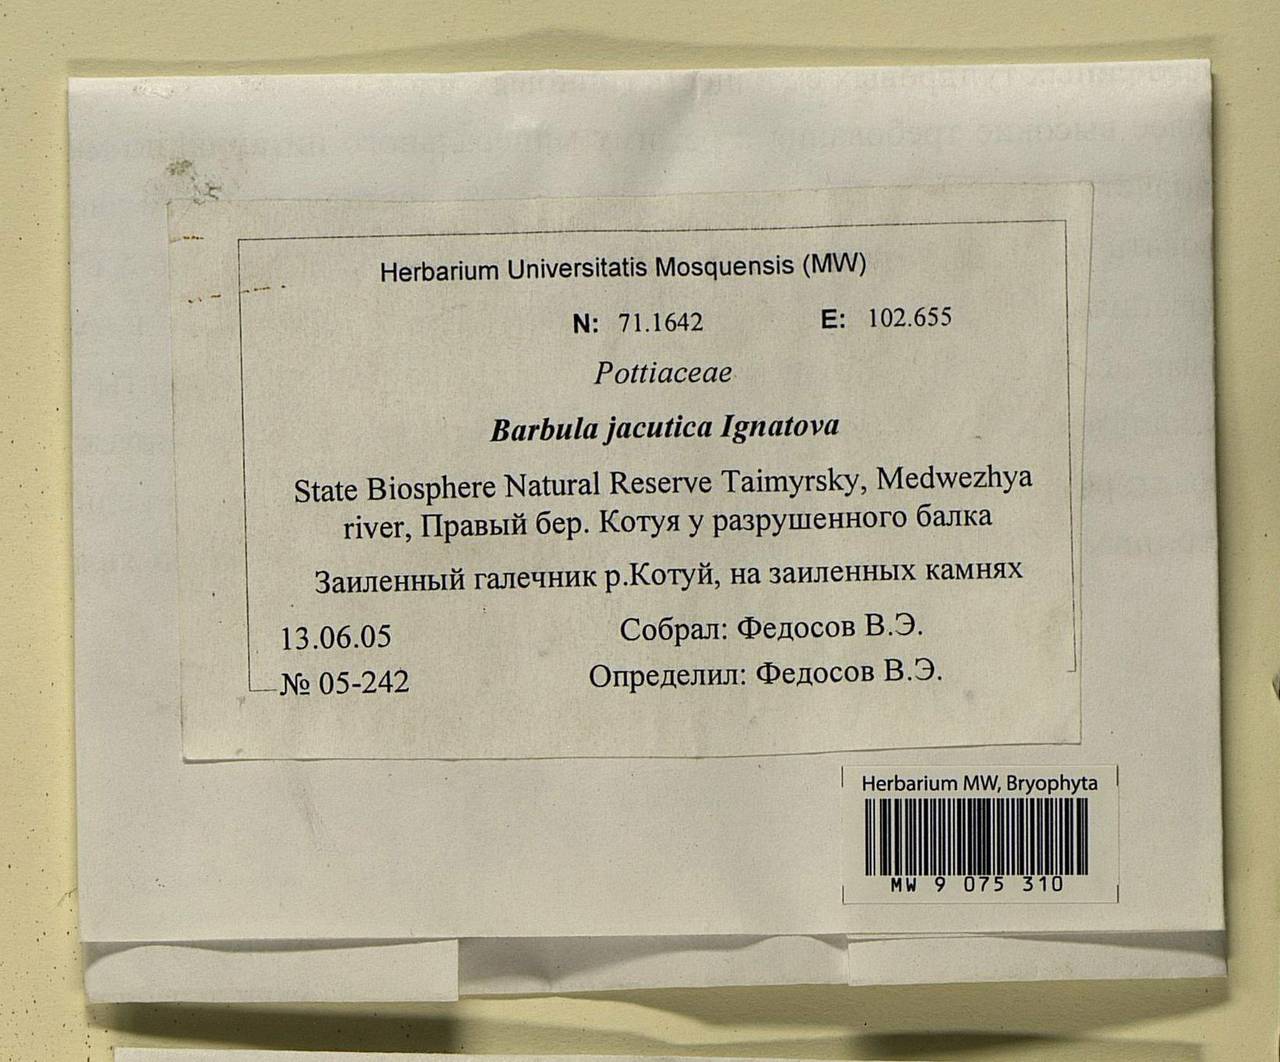 Herbarium Universitatis Mosquensis (MW)
N: 71.1642 E: 102.655
Pottiaceae
Barbula jacutica Ignatova
State Biosphere Natural Reserve Taimyrsky, Medwezhya
river, Правый бер. Котуя у разрушенного балка
Заиленный галечник р.Котуй, на заиленных камнях
13.06.05 Собрал: Федосов В.Э.
№ 05-242 Определил: Федосов В.Э.
Herbarium MW, Bryophyta
MW 9 075 310